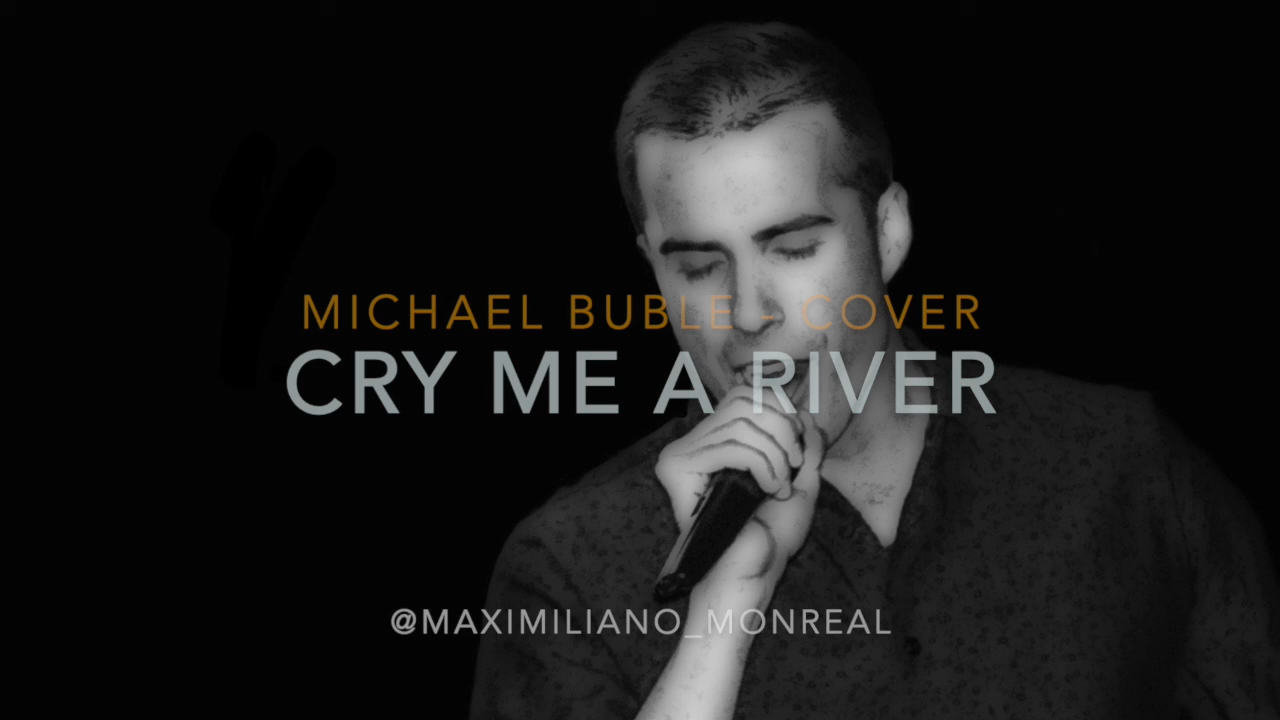 MICHAEL BUBLE - COVER
CRY ME A RIVER
@MAXIMILIANO_MONREAL